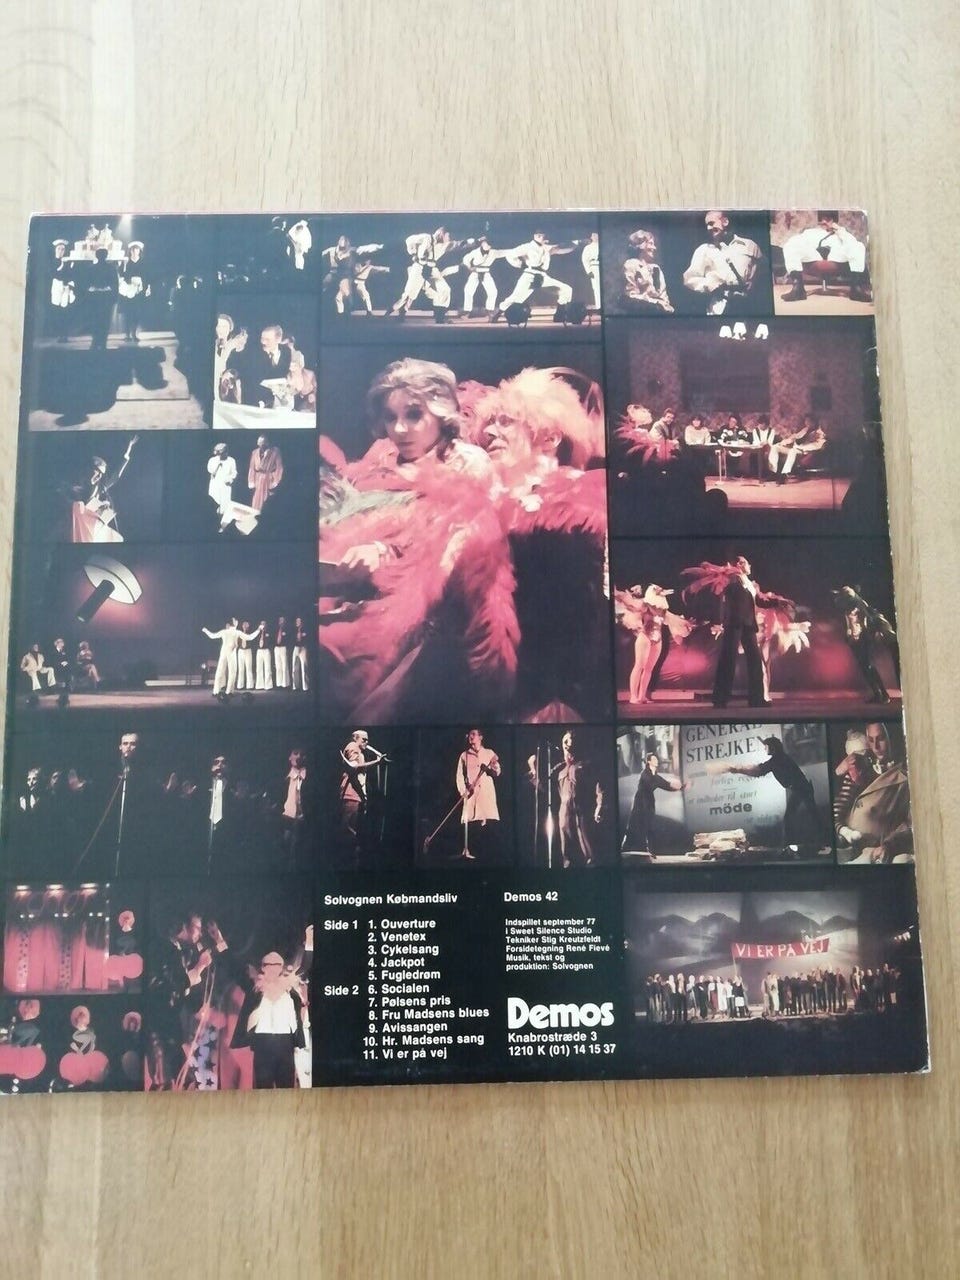 GENERAL
STREJKEN
möde
VI ER PÅ VEJ
Solvognen Købmandsliv
Demos 42
Side 1 1. Ouverture
2. Venetex
3. Cykelsang
4. Jackpot
5. Fugledrøm
Side 2 6. Socialen
7. Pølsens pris
8. Fru Madsens blues
9. Avissangen
10. Hr. Madsens sang
11. Vi er på vej
Indspillet september 77
i Sweet Silence Studio
Tekniker Stig Kreutzfeldt
Forsidetegning René Fievé
Musik, tekst og
produktion: Solvognen
Demos
Knabrostræde 3
1210 K (01) 14 15 37